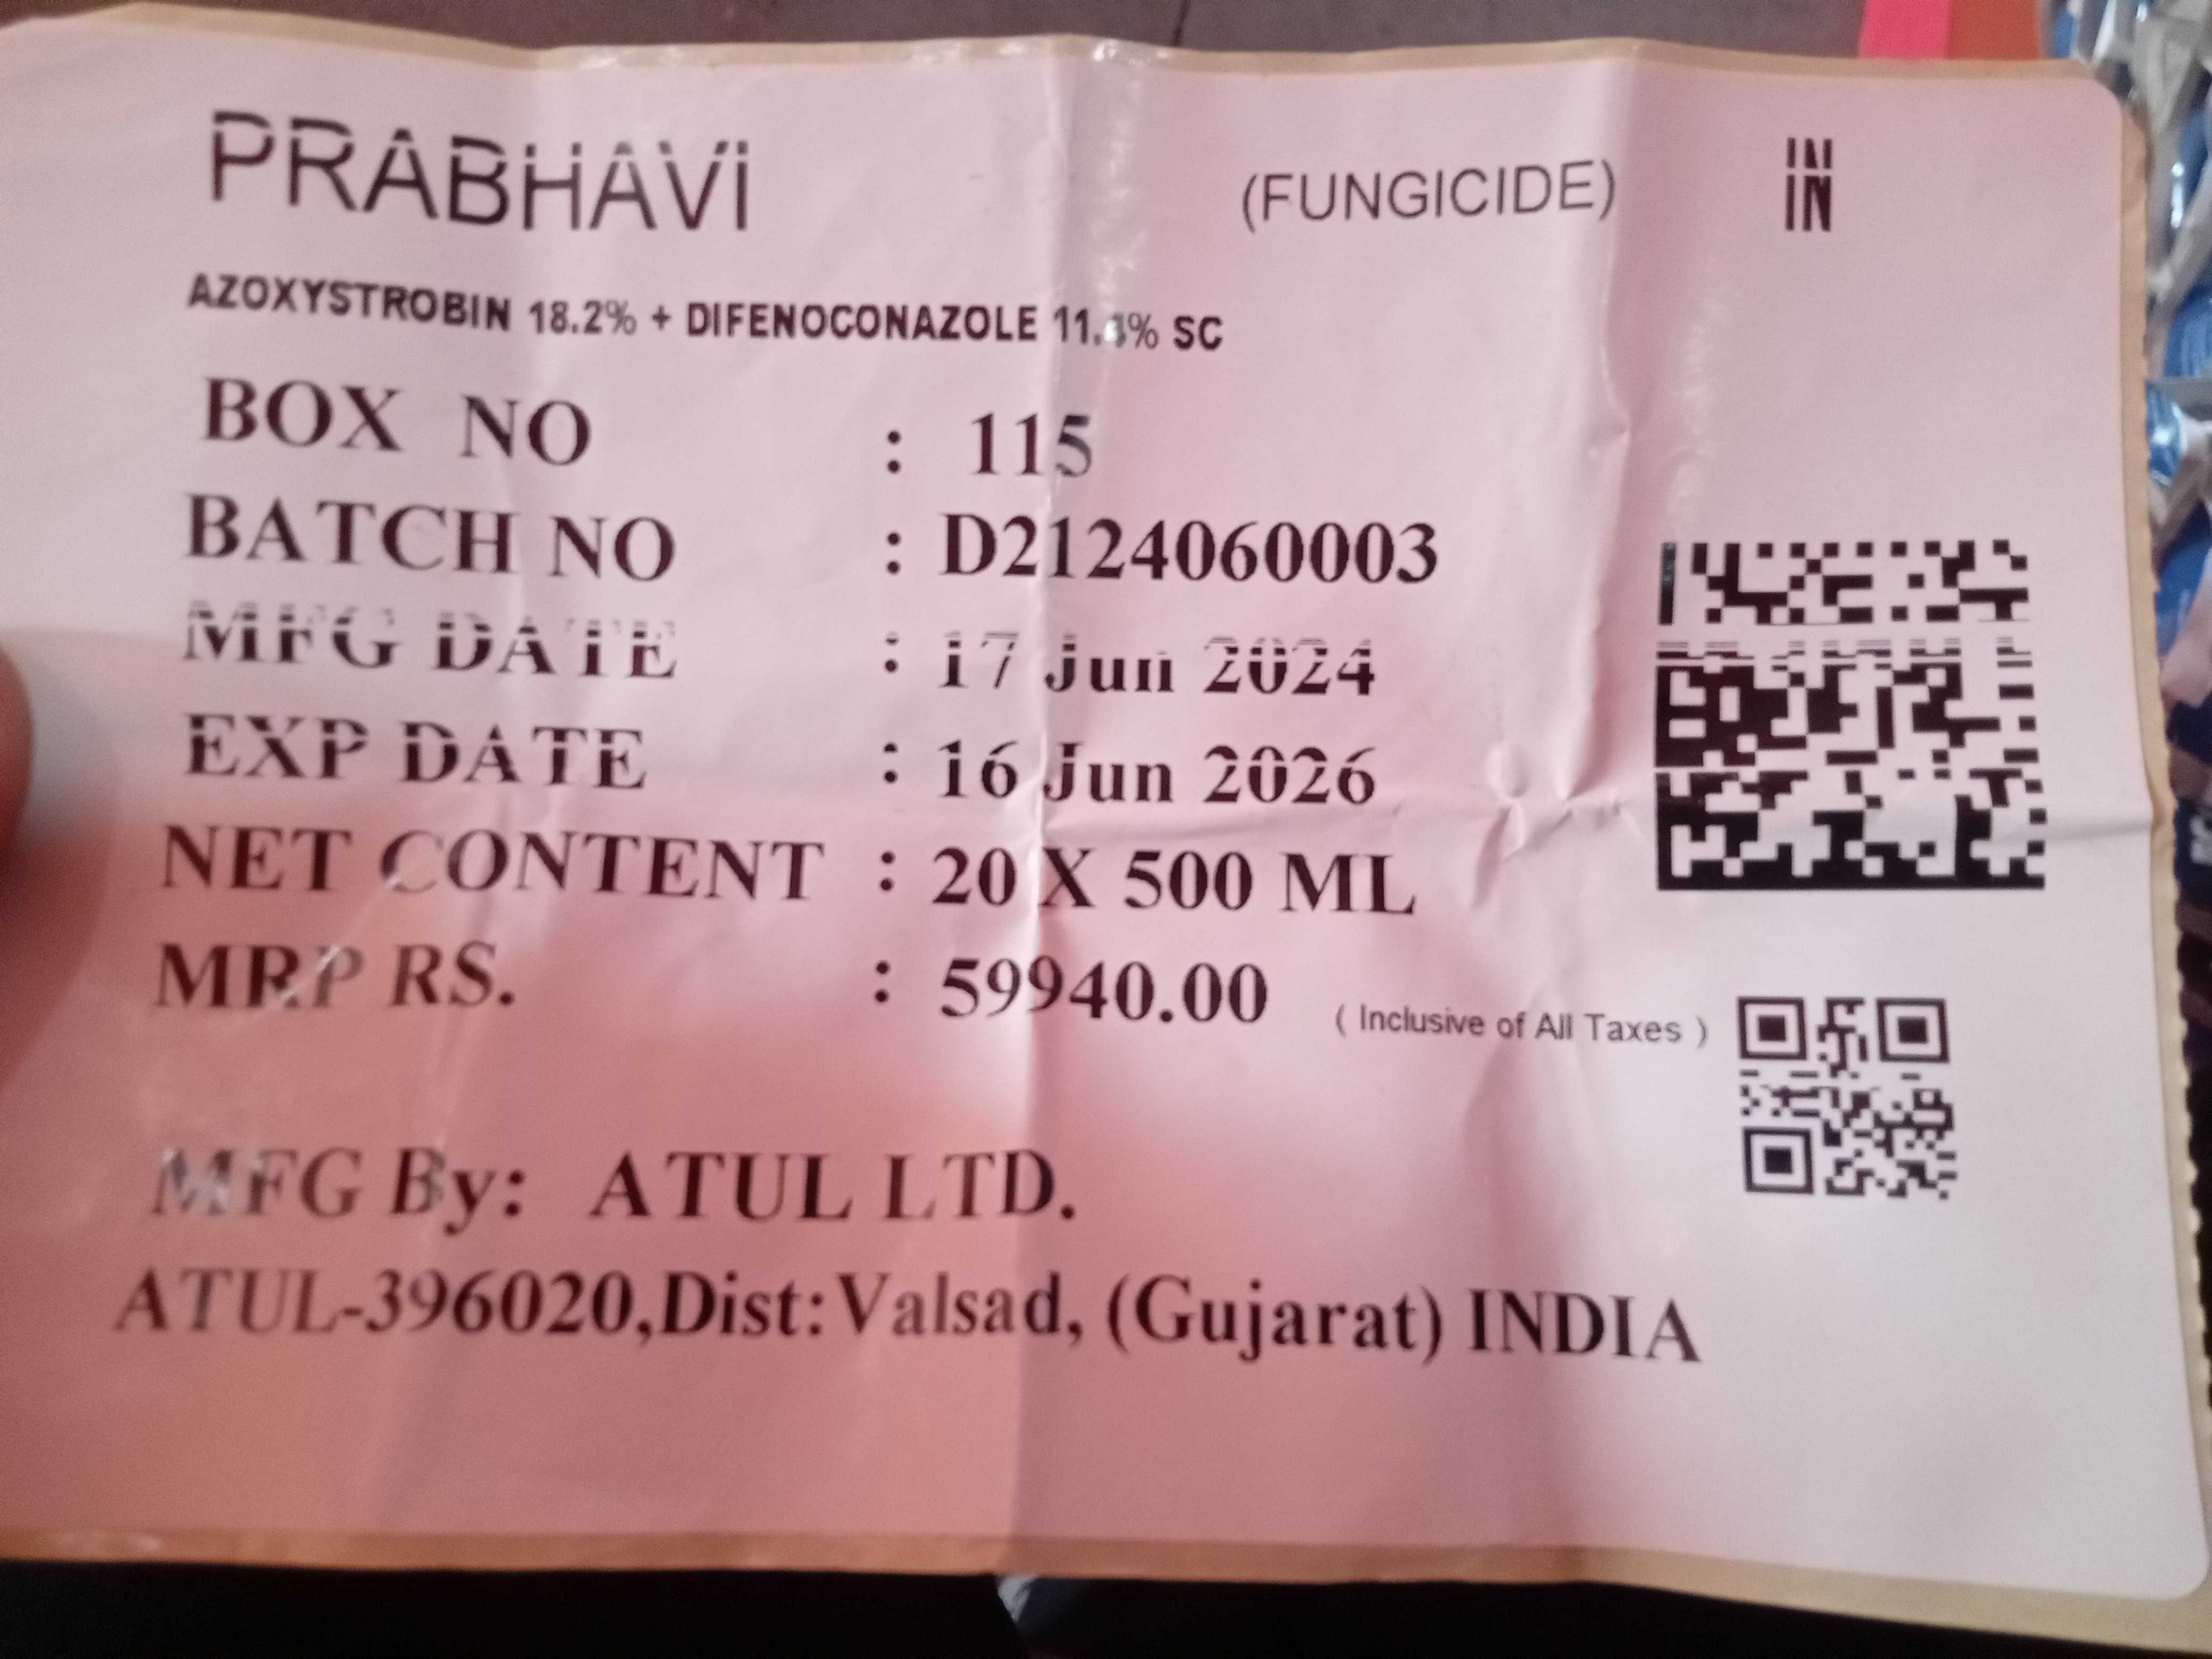 PRABHAVI (FUNGICIDE) IN
AZOXYSTROBIN 18.2% + DIFENOCONAZOLE 11.4% SC
BOX NO : 115
BATCH NO : D2124060003
MFG DATE : 17 Jun 2024
EXP DATE : 16 Jun 2026
NET CONTENT : 20 X 500 ML
MRP RS. : 59940.00 ( Inclusive of All Taxes )
MFG By: ATUL LTD.
ATUL-396020,Dist:Valsad, (Gujarat) INDIA